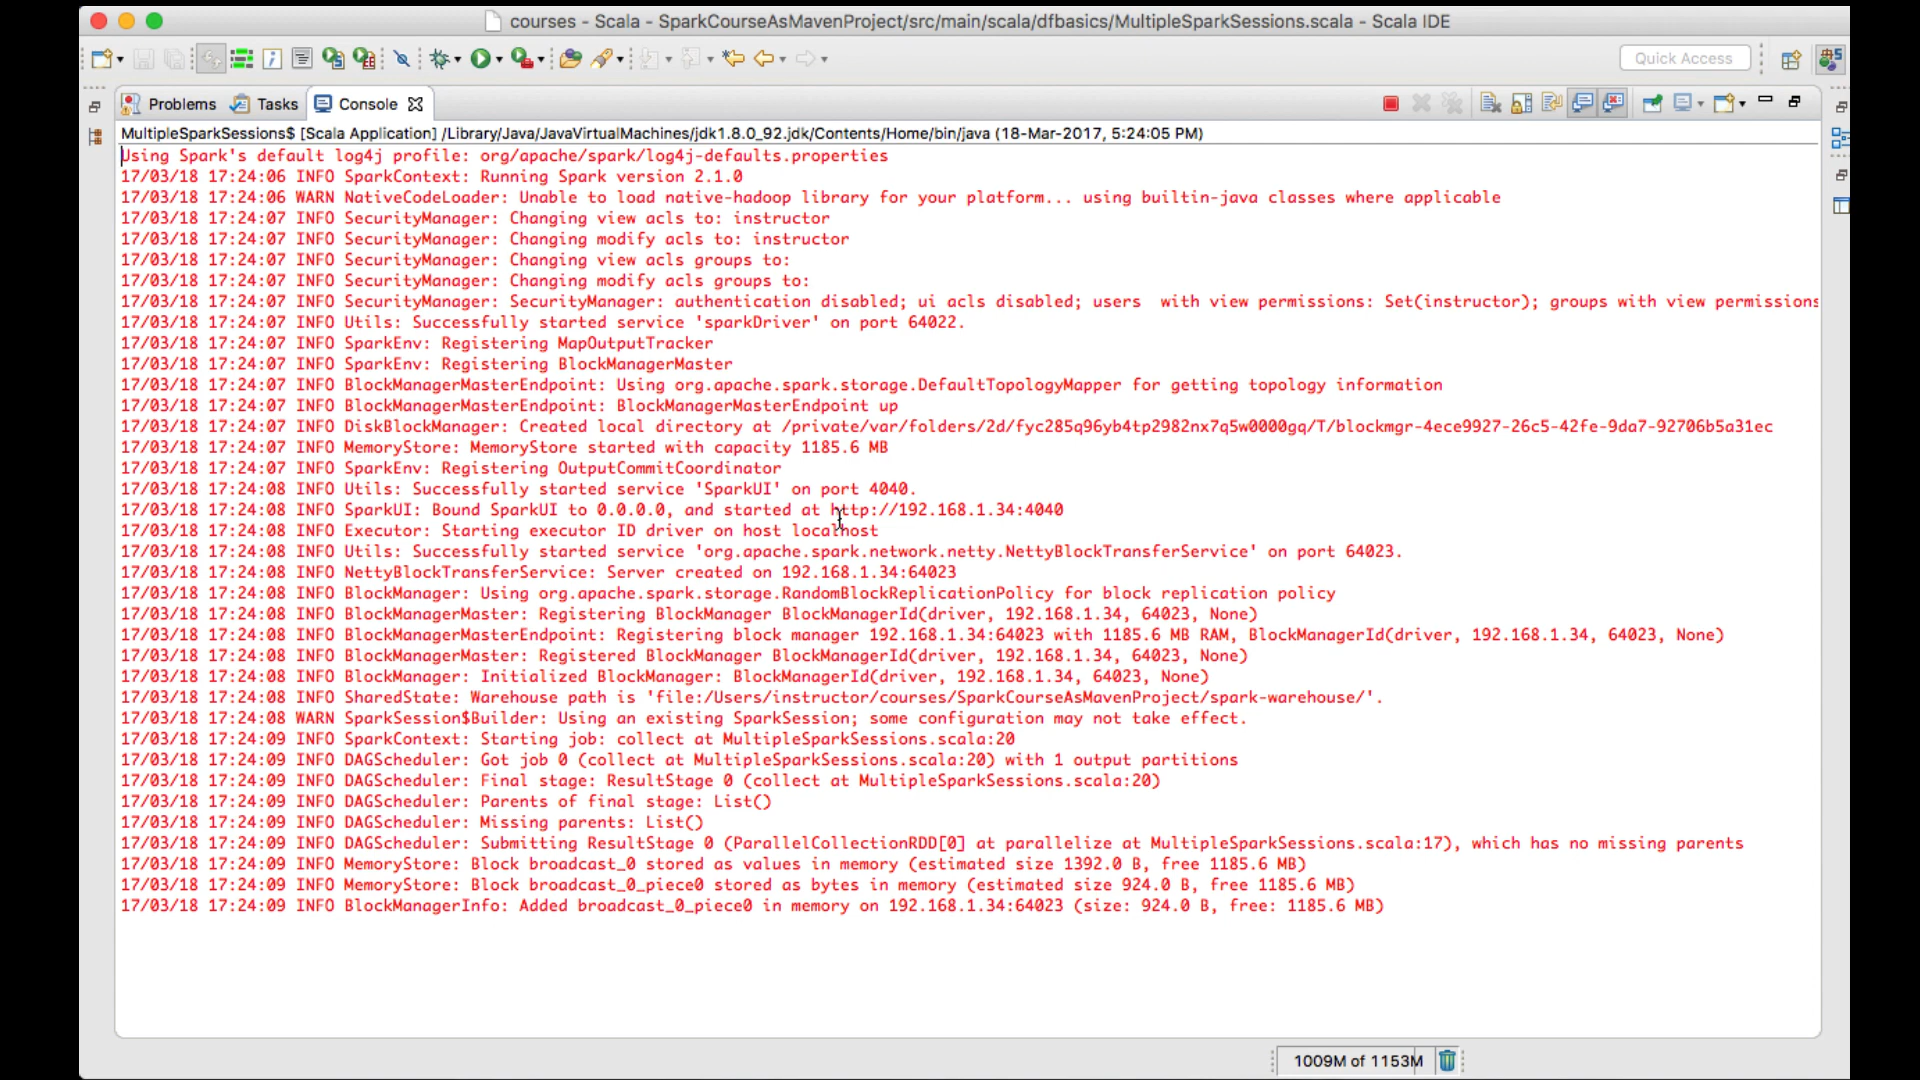 courses - Scala - SparkCourseAsMavenProject/src/main/scala/dfbasics/MultipleSparkSessions.scala - Scala IDE
Quick Access
Problems Tasks Console
MultipleSparkSessions$ [Scala Application] /Library/Java/JavaVirtualMachines/jdk1.8.0_92.jdk/Contents/Home/bin/java (18-Mar-2017, 5:24:05 PM)
Using Spark's default log4j profile: org/apache/spark/log4j-defaults.properties
17/03/18 17:24:06 INFO SparkContext: Running Spark version 2.1.0
17/03/18 17:24:06 WARN NativeCodeLoader: Unable to load native-hadoop library for your platform... using builtin-java classes where applicable
17/03/18 17:24:07 INFO SecurityManager: Changing view acls to: instructor
17/03/18 17:24:07 INFO SecurityManager: Changing modify acls to: instructor
17/03/18 17:24:07 INFO SecurityManager: Changing view acls groups to:
17/03/18 17:24:07 INFO SecurityManager: Changing modify acls groups to:
17/03/18 17:24:07 INFO SecurityManager: SecurityManager: authentication disabled; ui acls disabled; users  with view permissions: Set(instructor); groups with view permissions
17/03/18 17:24:07 INFO Utils: Successfully started service 'sparkDriver' on port 64022.
17/03/18 17:24:07 INFO SparkEnv: Registering MapOutputTracker
17/03/18 17:24:07 INFO SparkEnv: Registering BlockManagerMaster
17/03/18 17:24:07 INFO BlockManagerMasterEndpoint: Using org.apache.spark.storage.DefaultTopologyMapper for getting topology information
17/03/18 17:24:07 INFO BlockManagerMasterEndpoint: BlockManagerMasterEndpoint up
17/03/18 17:24:07 INFO DiskBlockManager: Created local directory at /private/var/folders/2d/fyc285q96yb4tp2982nx7q5w0000gq/T/blockmgr-4ece9927-26c5-42fe-9da7-92706b5a31ec
17/03/18 17:24:07 INFO MemoryStore: MemoryStore started with capacity 1185.6 MB
17/03/18 17:24:07 INFO SparkEnv: Registering OutputCommitCoordinator
17/03/18 17:24:08 INFO Utils: Successfully started service 'SparkUI' on port 4040.
17/03/18 17:24:08 INFO SparkUI: Bound SparkUI to 0.0.0.0, and started at http://192.168.1.34:4040
17/03/18 17:24:08 INFO Executor: Starting executor ID driver on host localhost
17/03/18 17:24:08 INFO Utils: Successfully started service 'org.apache.spark.network.netty.NettyBlockTransferService' on port 64023.
17/03/18 17:24:08 INFO NettyBlockTransferService: Server created on 192.168.1.34:64023
17/03/18 17:24:08 INFO BlockManager: Using org.apache.spark.storage.RandomBlockReplicationPolicy for block replication policy
17/03/18 17:24:08 INFO BlockManagerMaster: Registering BlockManager BlockManagerId(driver, 192.168.1.34, 64023, None)
17/03/18 17:24:08 INFO BlockManagerMasterEndpoint: Registering block manager 192.168.1.34:64023 with 1185.6 MB RAM, BlockManagerId(driver, 192.168.1.34, 64023, None)
17/03/18 17:24:08 INFO BlockManagerMaster: Registered BlockManager BlockManagerId(driver, 192.168.1.34, 64023, None)
17/03/18 17:24:08 INFO BlockManager: Initialized BlockManager: BlockManagerId(driver, 192.168.1.34, 64023, None)
17/03/18 17:24:08 INFO SharedState: Warehouse path is 'file:/Users/instructor/courses/SparkCourseAsMavenProject/spark-warehouse/'.
17/03/18 17:24:08 WARN SparkSession$Builder: Using an existing SparkSession; some configuration may not take effect.
17/03/18 17:24:09 INFO SparkContext: Starting job: collect at MultipleSparkSessions.scala:20
17/03/18 17:24:09 INFO DAGScheduler: Got job 0 (collect at MultipleSparkSessions.scala:20) with 1 output partitions
17/03/18 17:24:09 INFO DAGScheduler: Final stage: ResultStage 0 (collect at MultipleSparkSessions.scala:20)
17/03/18 17:24:09 INFO DAGScheduler: Parents of final stage: List()
17/03/18 17:24:09 INFO DAGScheduler: Missing parents: List()
17/03/18 17:24:09 INFO DAGScheduler: Submitting ResultStage 0 (ParallelCollectionRDD[0] at parallelize at MultipleSparkSessions.scala:17), which has no missing parents
17/03/18 17:24:09 INFO MemoryStore: Block broadcast_0 stored as values in memory (estimated size 1392.0 B, free 1185.6 MB)
17/03/18 17:24:09 INFO MemoryStore: Block broadcast_0_piece0 stored as bytes in memory (estimated size 924.0 B, free 1185.6 MB)
17/03/18 17:24:09 INFO BlockManagerInfo: Added broadcast_0_piece0 in memory on 192.168.1.34:64023 (size: 924.0 B, free: 1185.6 MB)
1009M of 1153M